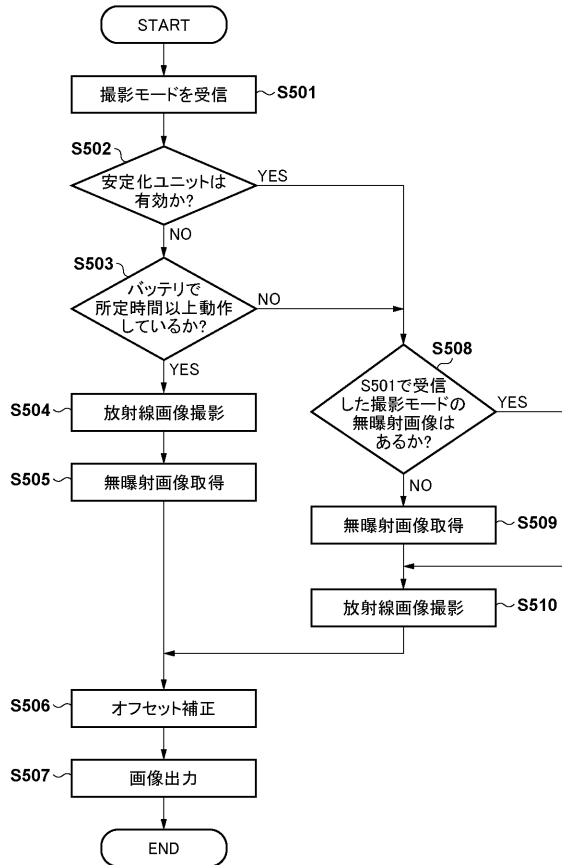 START
撮影モードを受信
S501
S502
安定化ユニットは
有効か?
YES
NO
S503
バッテリで
所定時間以上動作
しているか?
NO
YES
S504
放射線画像撮影
S505
無曝射画像取得
S508
S501で受信
した撮影モードの
無曝射画像は
あるか?
YES
NO
無曝射画像取得
S509
放射線画像撮影
S510
S506
オフセット補正
S507
画像出力
END